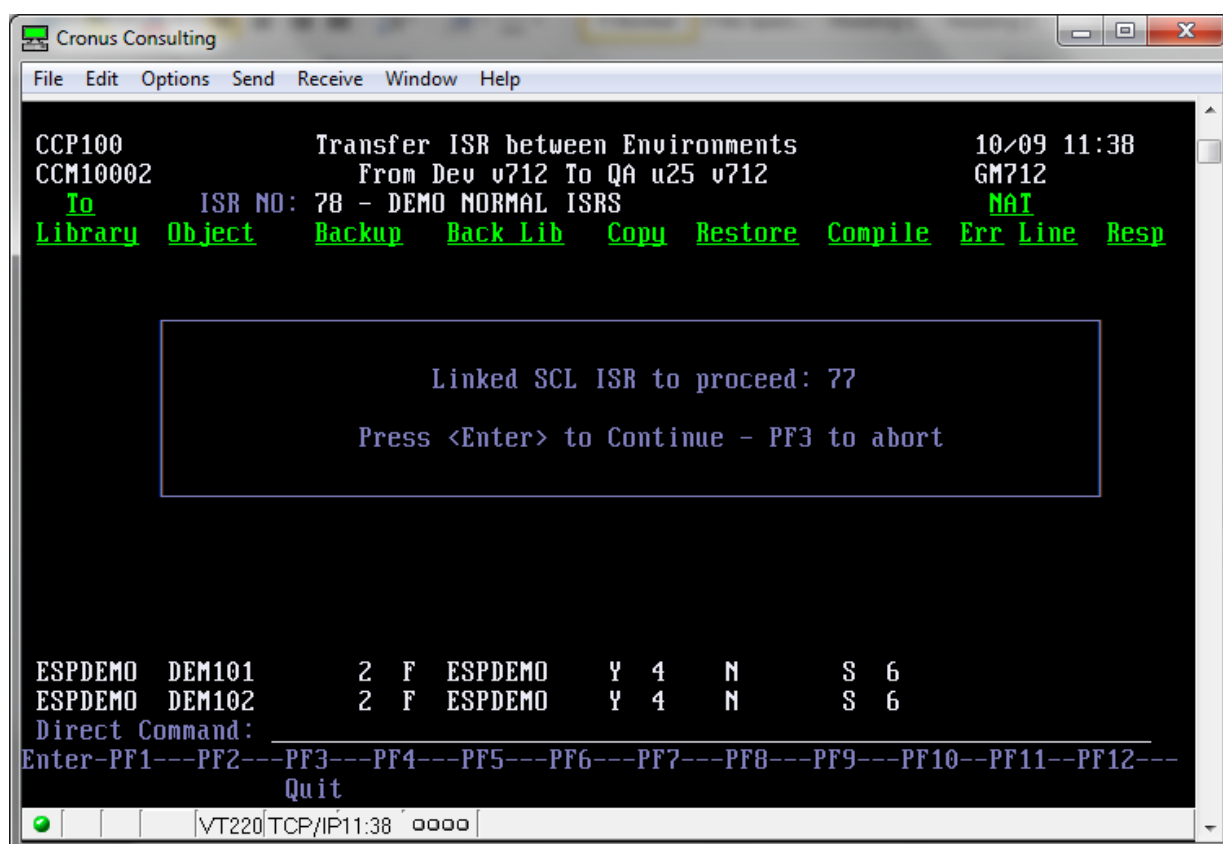 Cronus Consulting
File Edit Options Send Receive Window Help
CCP100 Transfer ISR between Environments 10/09 11:38
CCM10002 From Dev v712 To QA u25 v712 GM712
To ISR NO: 78 - DEMO NORMAL ISRS NAT
Library Object Backup Back Lib Copy Restore Compile Err Line Resp
Linked SCL ISR to proceed: 77
Press <Enter> to Continue - PF3 to abort
ESPDEMO DEM101 2 F ESPDEMO Y 4 N S 6
ESPDEMO DEM102 2 F ESPDEMO Y 4 N S 6
Direct Command:
Enter-PF1---PF2---PF3---PF4---PF5---PF6---PF7---PF8---PF9---PF10--PF11--PF12---
Quit
VT220 TCP/IP 11:38